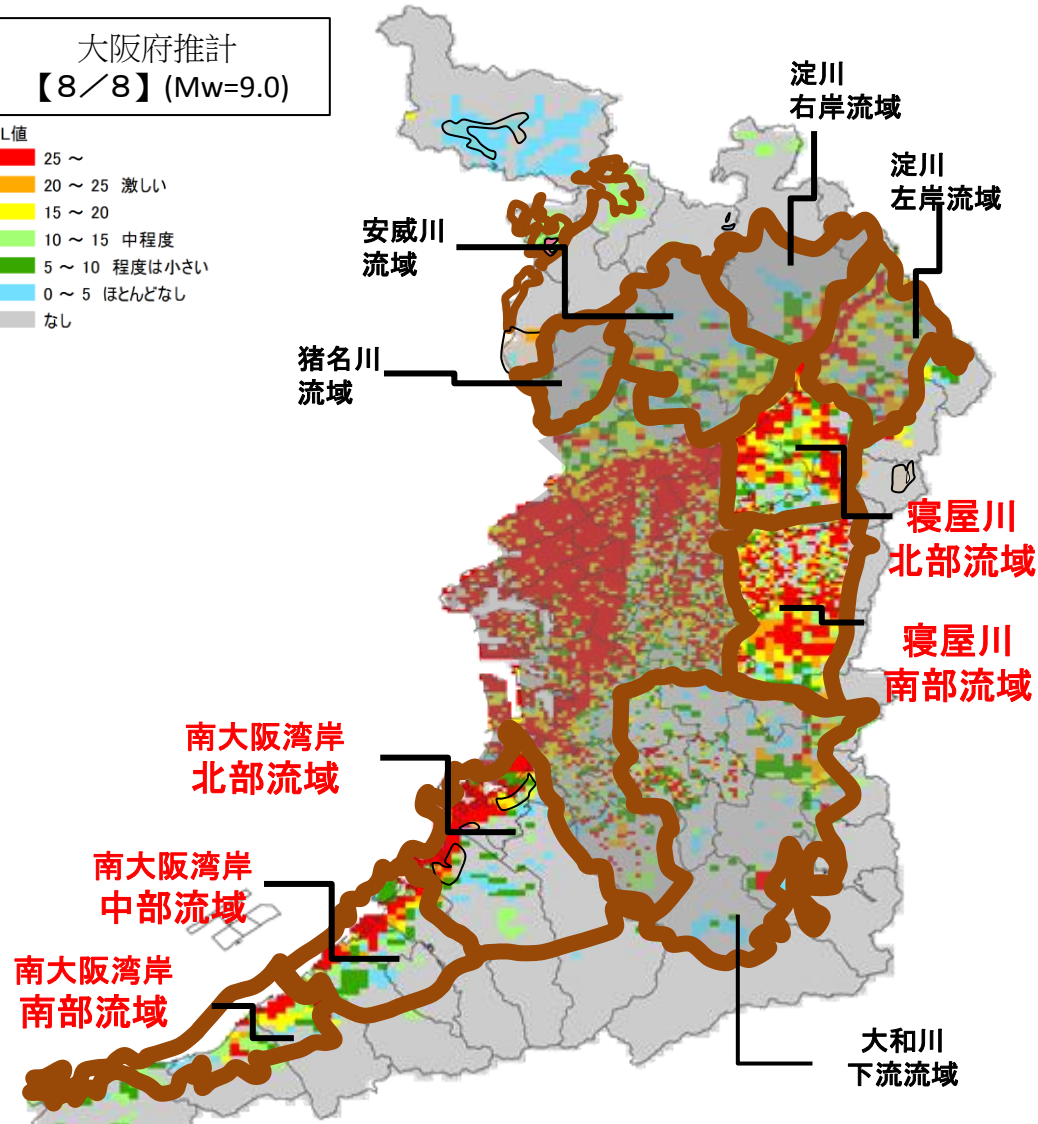 大阪府推計
【８／８】(Mw=9.0)
L値
25 ～
20 ～ 25 激しい
15 ～ 20
10 ～ 15 中程度
5 ～ 10 程度は小さい
0 ～ 5 ほとんどなし
なし
淀川
右岸流域
淀川
左岸流域
安威川
流域
猪名川
流域
寝屋川
北部流域
寝屋川
南部流域
南大阪湾岸
北部流域
南大阪湾岸
中部流域
南大阪湾岸
南部流域
大和川
下流流域